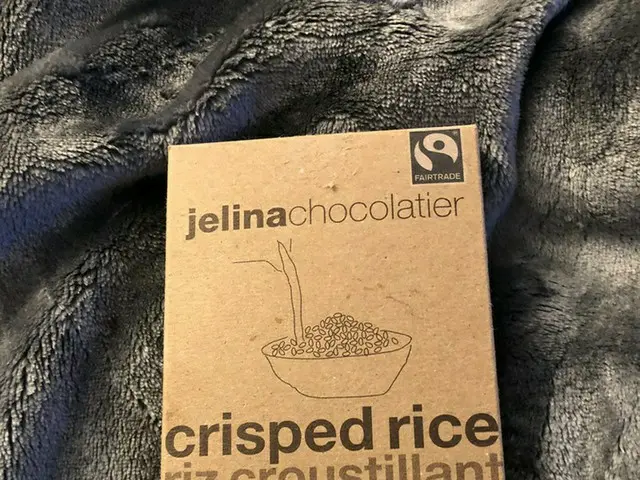 FAIRTRADE
jelinachocolatier
crisped rice
riz croustillant